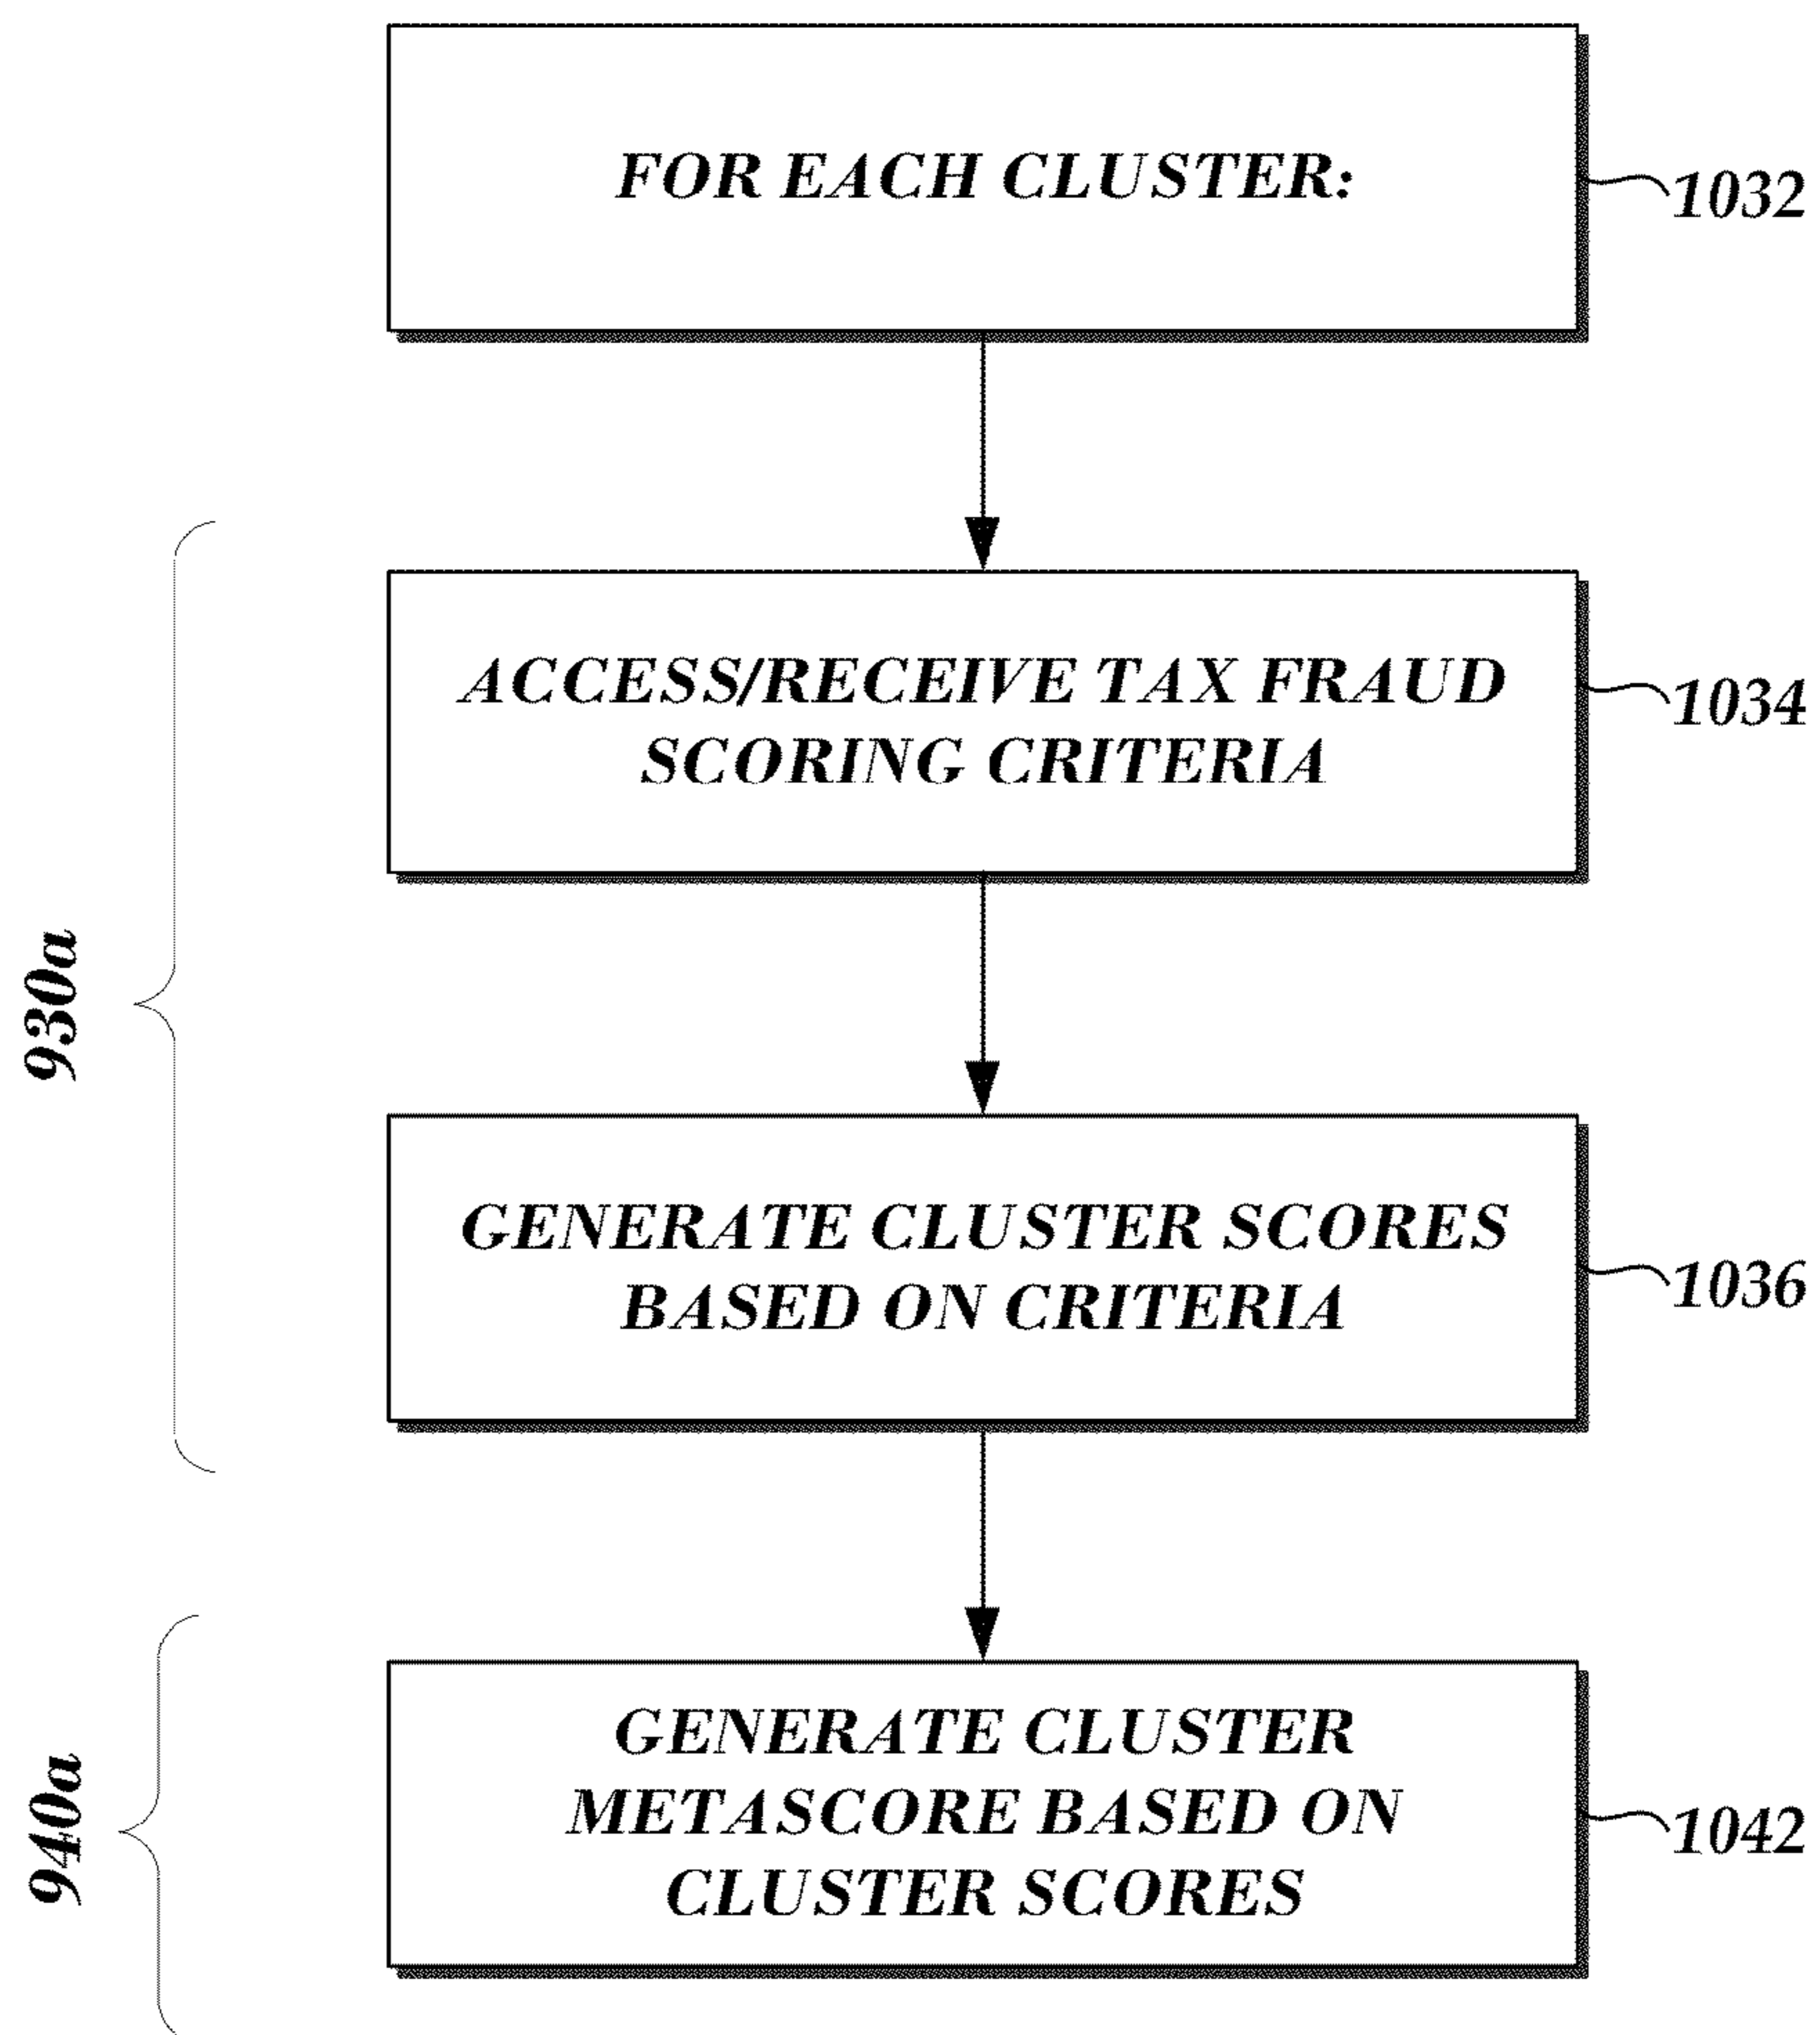 FOR EACH CLUSTER:
1032
ACCESS/RECEIVE TAX FRAUD
SCORING CRITERIA
1034
930a
GENERATE CLUSTER SCORES
BASED ON CRITERIA
1036
GENERATE CLUSTER
METASCORE BASED ON
CLUSTER SCORES
1042
940a